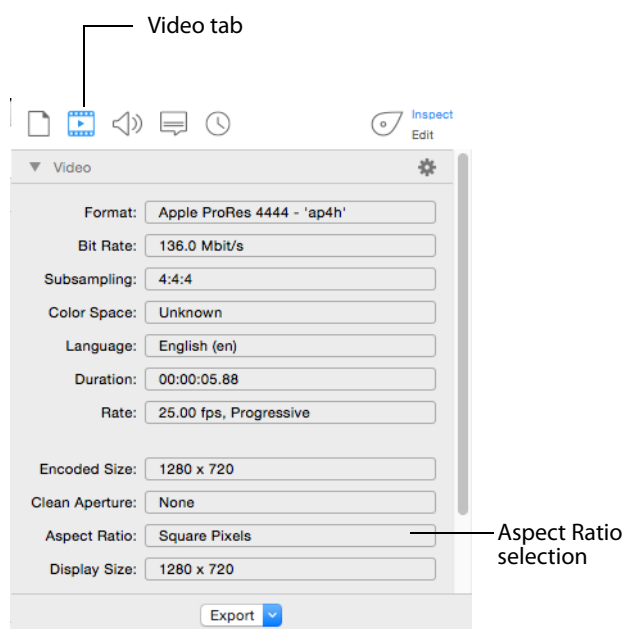 Video tab
Inspect
Edit
Video
Format: Apple ProRes 4444 - 'ap4h'
Bit Rate: 136.0 Mbit/s
Subsampling: 4:4:4
Color Space: Unknown
Language: English (en)
Duration: 00:00:05.88
Rate: 25.00 fps, Progressive
Encoded Size: 1280 x 720
Clean Aperture: None
Aspect Ratio: Square Pixels
Aspect Ratio
selection
Display Size: 1280 x 720
Export